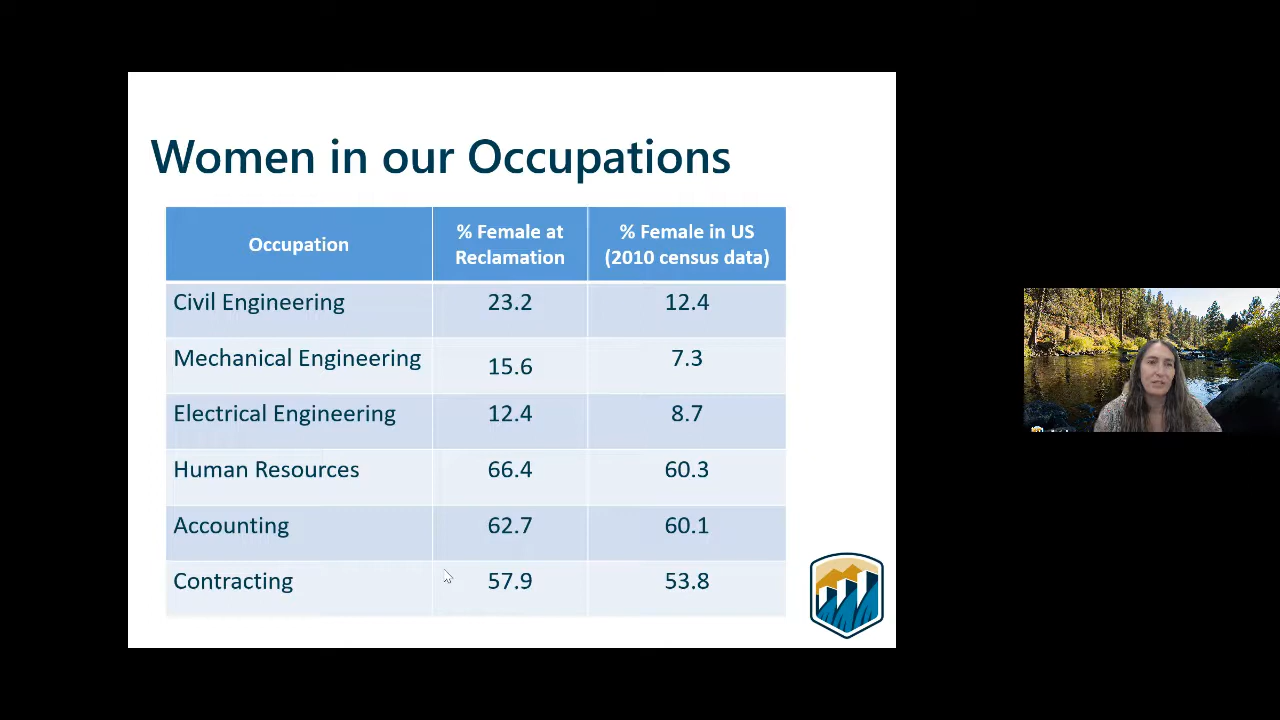 Women in our Occupations
Occupation
% Female at
Reclamation
% Female in US
(2010 census data)
Civil Engineering 23.2 12.4
Mechanical Engineering 15.6 7.3
Electrical Engineering 12.4 8.7
Human Resources 66.4 60.3
Accounting 62.7 60.1
Contracting 57.9 53.8